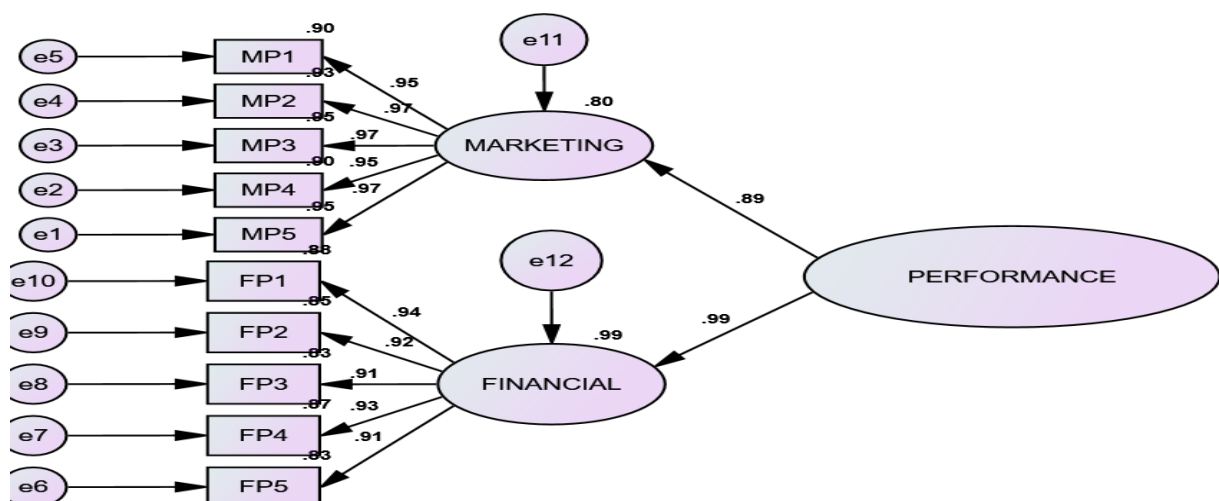 .90
e5
MP1
e11
.93
.95
.80
e4
MP2
.97
.95
e3
MP3
.97
MARKETING
.90
.95
e2
MP4
.97
.95
.89
e1
MP5
.88
e12
e10
FP1
PERFORMANCE
.85
.94
e9
FP2
.92
.99
.99
.83
e8
FP3
.91
FINANCIAL
.87
.93
e7
FP4
.91
.83
e6
FP5